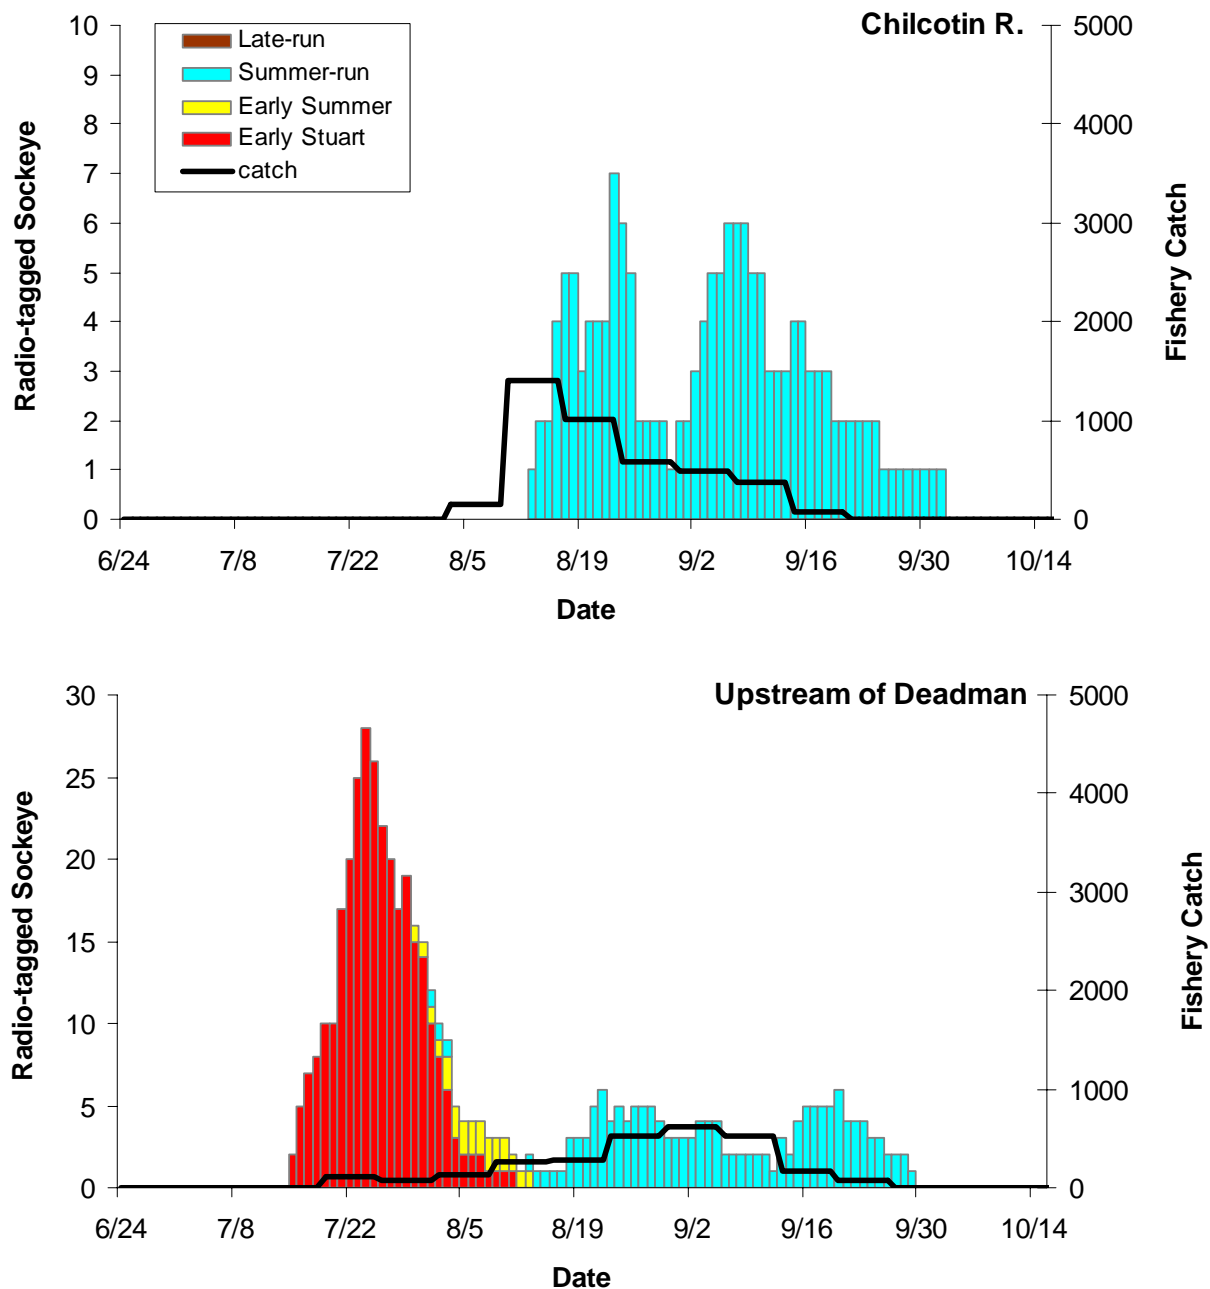 Chilcotin R.
Late-run
Summer-run
Early Summer
Early Stuart
catch
10
9
8
7
6
5
4
3
2
1
0
Radio-tagged Sockeye
5000
4000
3000
2000
1000
0
Fishery Catch
6/24 7/8 7/22 8/5 8/19 9/2 9/16 9/30 10/14
Date
Upstream of Deadman
30
25
20
15
10
5
0
Radio-tagged Sockeye
5000
4000
3000
2000
1000
0
Fishery Catch
6/24 7/8 7/22 8/5 8/19 9/2 9/16 9/30 10/14
Date